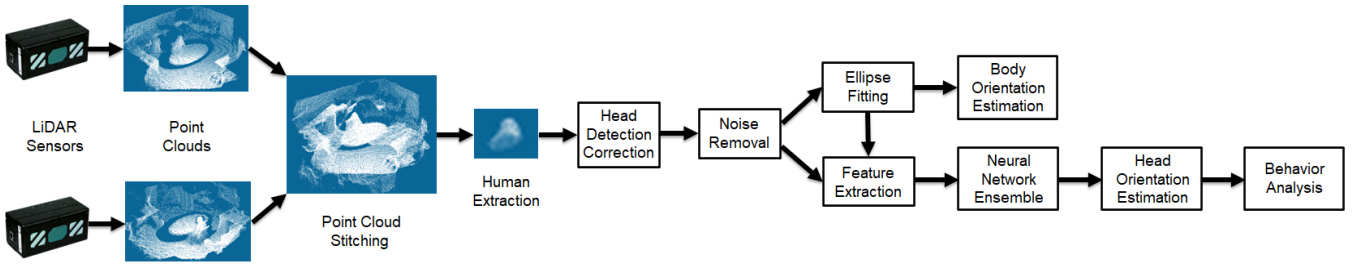 LiDAR
Sensors
Point
Clouds
Point Cloud
Stitching
Human
Extraction
Head
Detection
Correction
Noise
Removal
Ellipse
Fitting
Body
Orientation
Estimation
Feature
Extraction
Neural
Network
Ensemble
Head
Orientation
Estimation
Behavior
Analysis